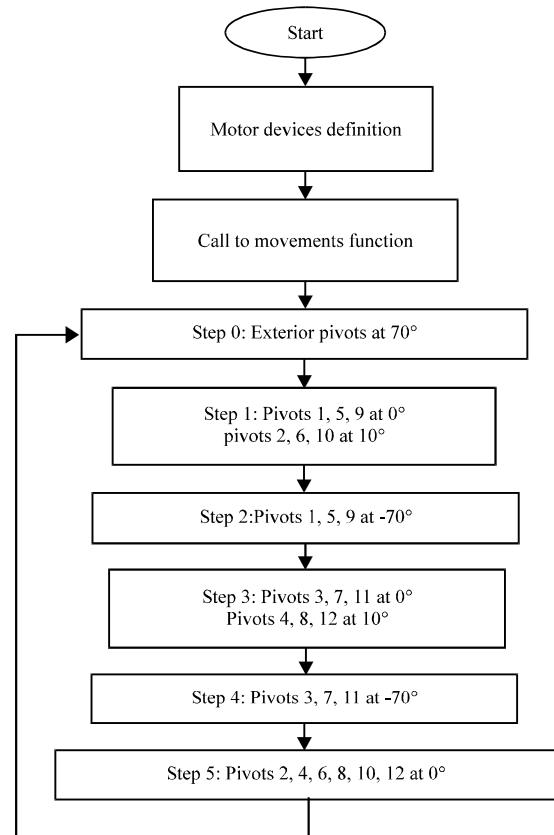 Start
Motor devices definition
Call to movements function
Step 0: Exterior pivots at 70°
Step 1: Pivots 1, 5, 9 at 0°
pivots 2, 6, 10 at 10°
Step 2:Pivots 1, 5, 9 at -70°
Step 3: Pivots 3, 7, 11 at 0°
Pivots 4, 8, 12 at 10°
Step 4: Pivots 3, 7, 11 at -70°
Step 5: Pivots 2, 4, 6, 8, 10, 12 at 0°